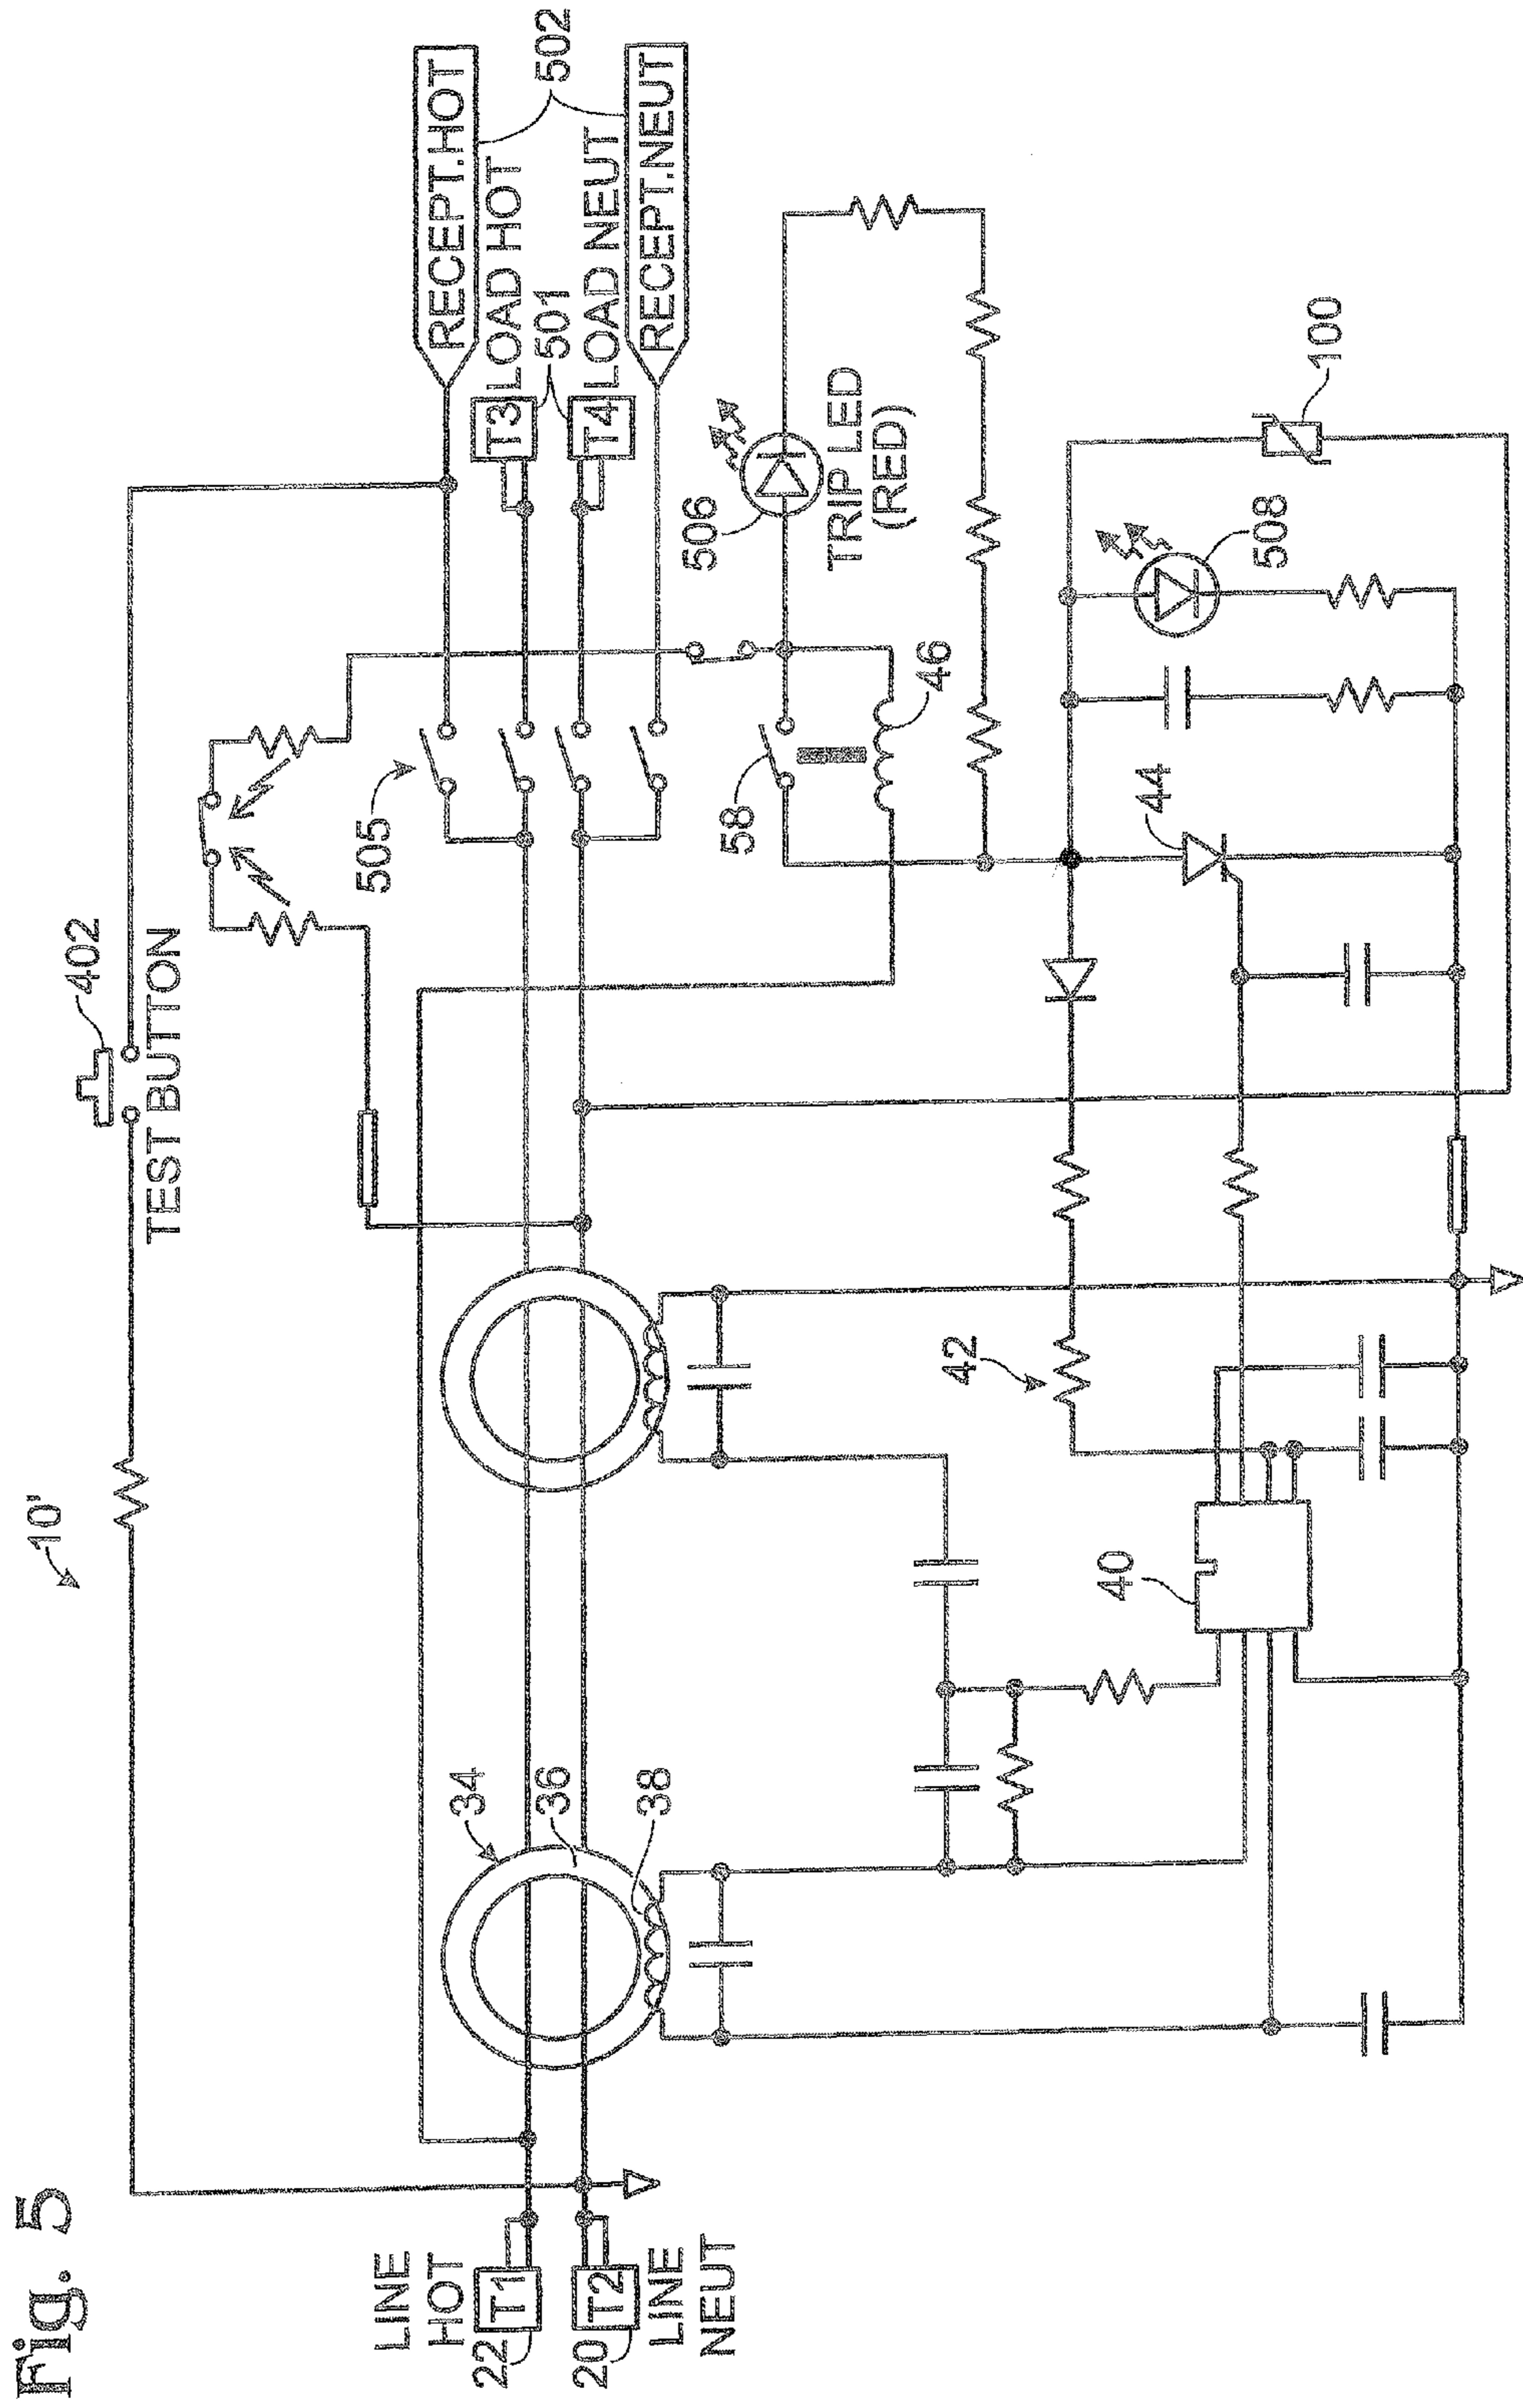 Fig. 5
10'
402
TEST BUTTON
505
RECEPT.HOT
502
T3
LOAD HOT
501
T4
LOAD NEUT
RECEPT.NEUT
LINE
HOT
22
T1
20
T2
LINE
NEUT
34
36
38
58
46
506
TRIP LED
(RED)
42
40
44
508
100